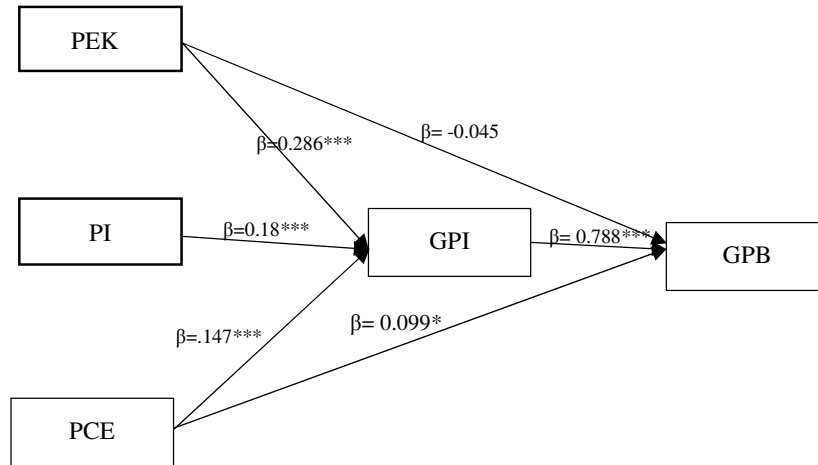 PEK
β= -0.045
β=0.286***
PI
β=0.18***
GPI
β= 0.788***
GPB
β=.147***
β= 0.099*
PCE